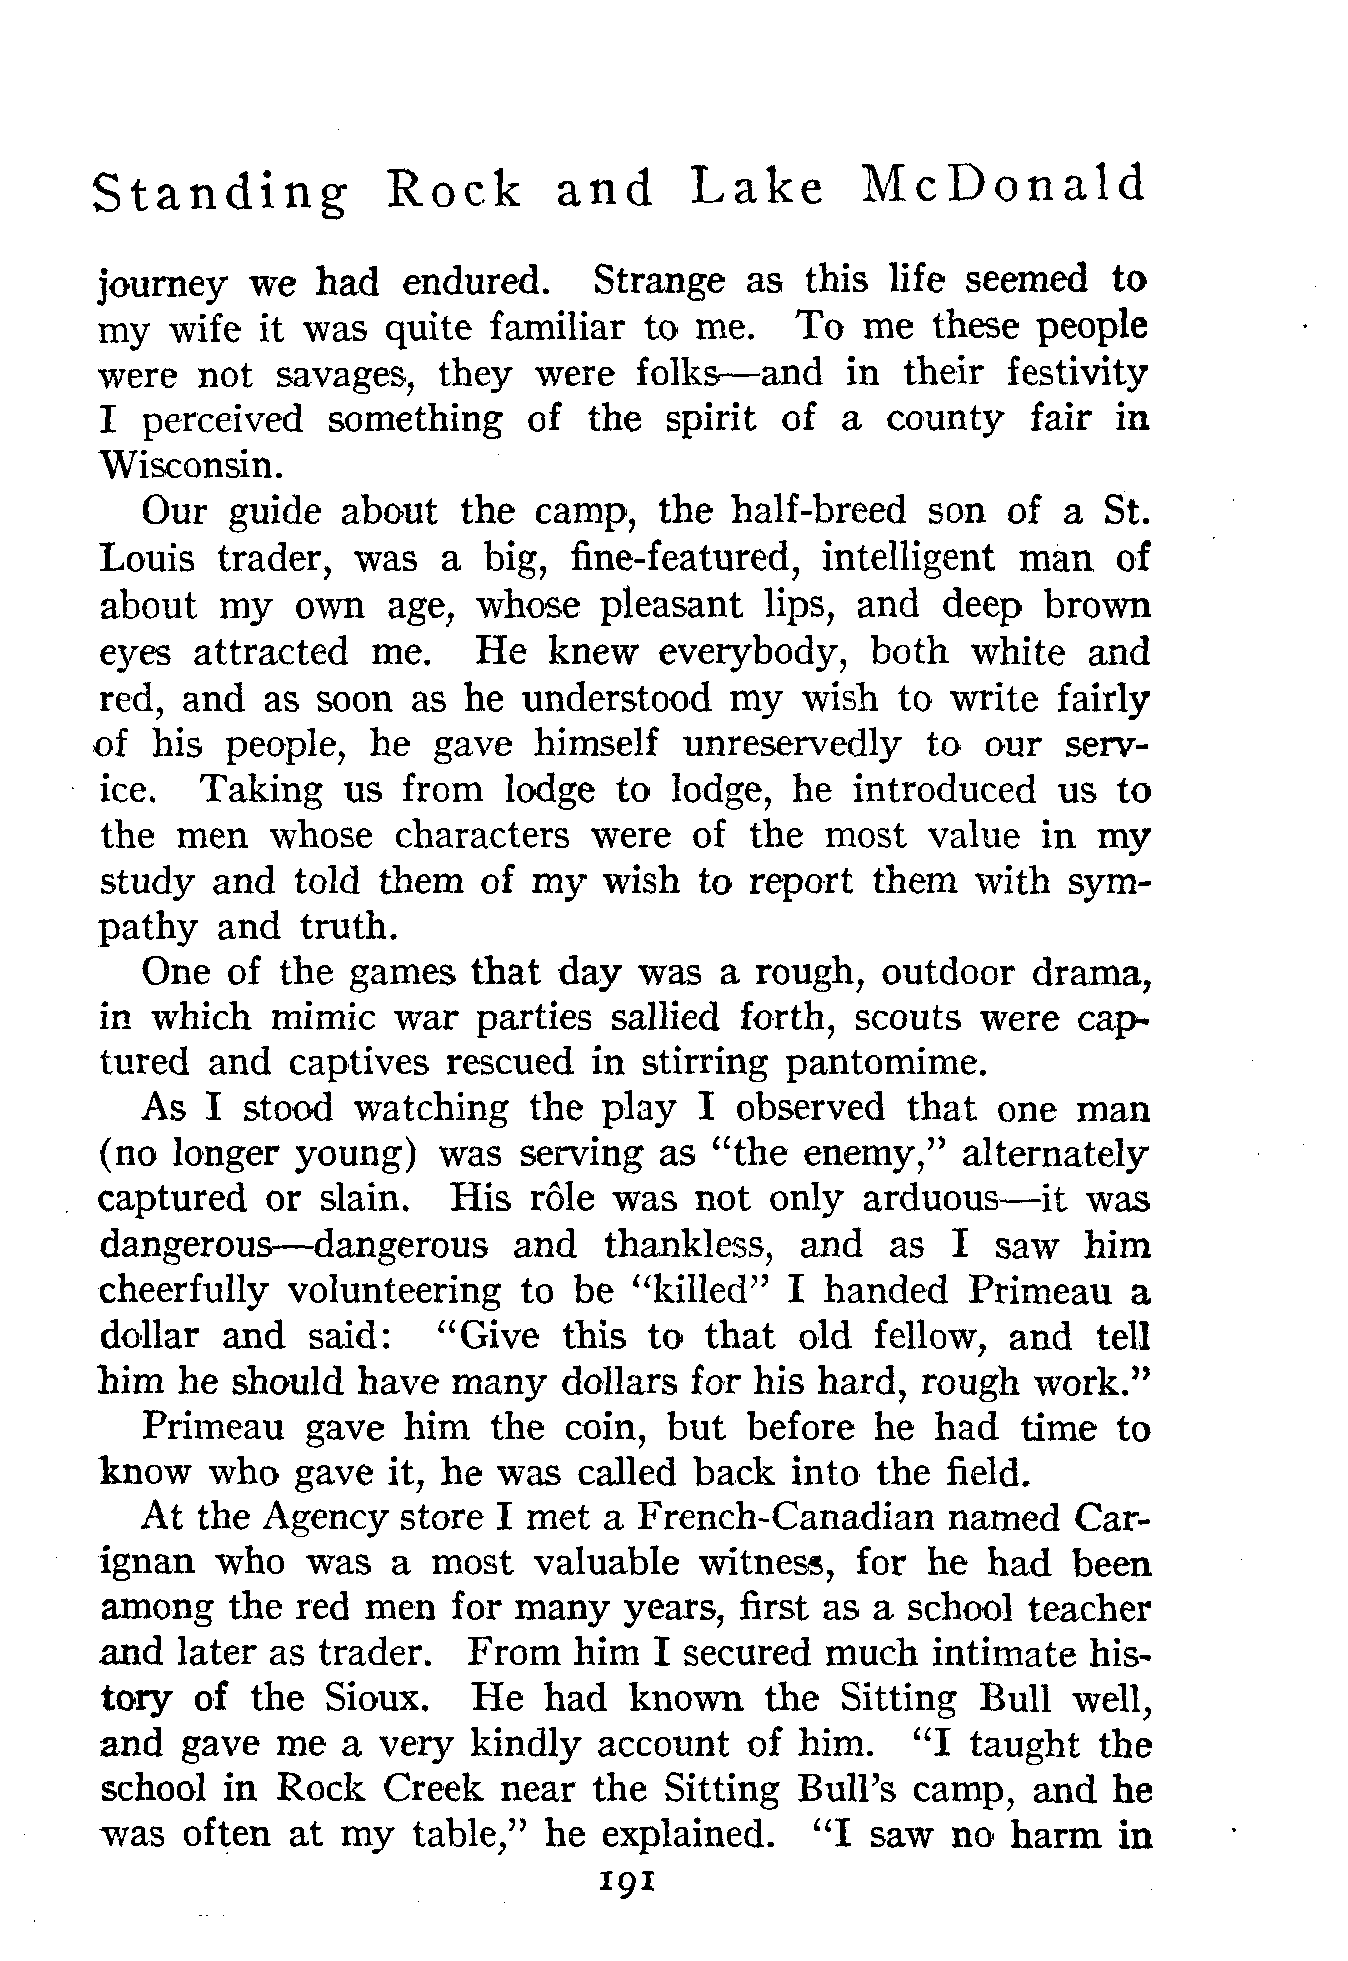 Standing Rock and Lake McDonald
journey we had endured. Strange as this life seemed to
my wife it was quite familiar to me. To me these people
were not savages, they were folks—and in their festivity
I perceived something of the spirit of a county fair in
Wisconsin.
Our guide about the camp, the half-breed son of a St.
Louis trader, was a big, fine-featured, intelligent man of
about my own age, whose pleasant lips, and deep brown
eyes attracted me. He knew everybody, both white and
red, and as soon as he understood my wish to write fairly
of his people, he gave himself unreservedly to our serv-
ice. Taking us from lodge to lodge, he introduced us to
the men whose characters were of the most value in my
study and told them of my wish to report them with sym-
pathy and truth.
One of the games that day was a rough, outdoor drama,
in which mimic war parties sallied forth, scouts were cap-
tured and captives rescued in stirring pantomime.
As I stood watching the play I observed that one man
(no longer young) was serving as “the enemy,” alternately
captured or slain. His rôle was not only arduous—it was
dangerous—dangerous and thankless, and as I saw him
cheerfully volunteering to be “killed” I handed Primeau a
dollar and said: “Give this to that old fellow, and tell
him he should have many dollars for his hard, rough work.”
Primeau gave him the coin, but before he had time to
know who gave it, he was called back into the field.
At the Agency store I met a French-Canadian named Car-
ignan who was a most valuable witness, for he had been
among the red men for many years, first as a school teacher
and later as trader. From him I secured much intimate his-
tory of the Sioux. He had known the Sitting Bull well,
and gave me a very kindly account of him. “I taught the
school in Rock Creek near the Sitting Bull’s camp, and he
was often at my table,” he explained. “I saw no harm in
191